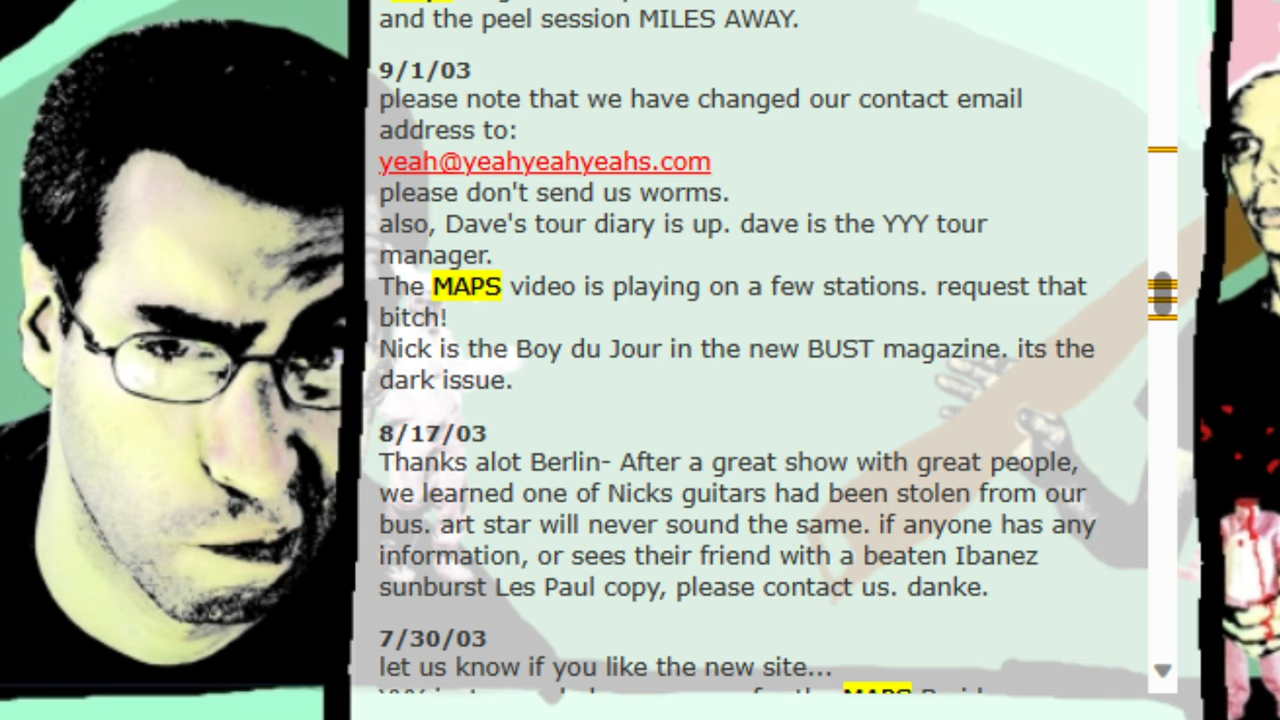 and the peel session MILES AWAY.
9/1/03
please note that we have changed our contact email
address to:
yeah@yeahyeahyeahs.com
please don't send us worms.
also, Dave's tour diary is up. dave is the YYY tour
manager.
The MAPS video is playing on a few stations. request that
bitch!
Nick is the Boy du Jour in the new BUST magazine. its the
dark issue.
8/17/03
Thanks alot Berlin- After a great show with great people,
we learned one of Nicks guitars had been stolen from our
bus. art star will never sound the same. if anyone has any
information, or sees their friend with a beaten Ibanez
sunburst Les Paul copy, please contact us. danke.
7/30/03
let us know if you like the new site...
MAPS